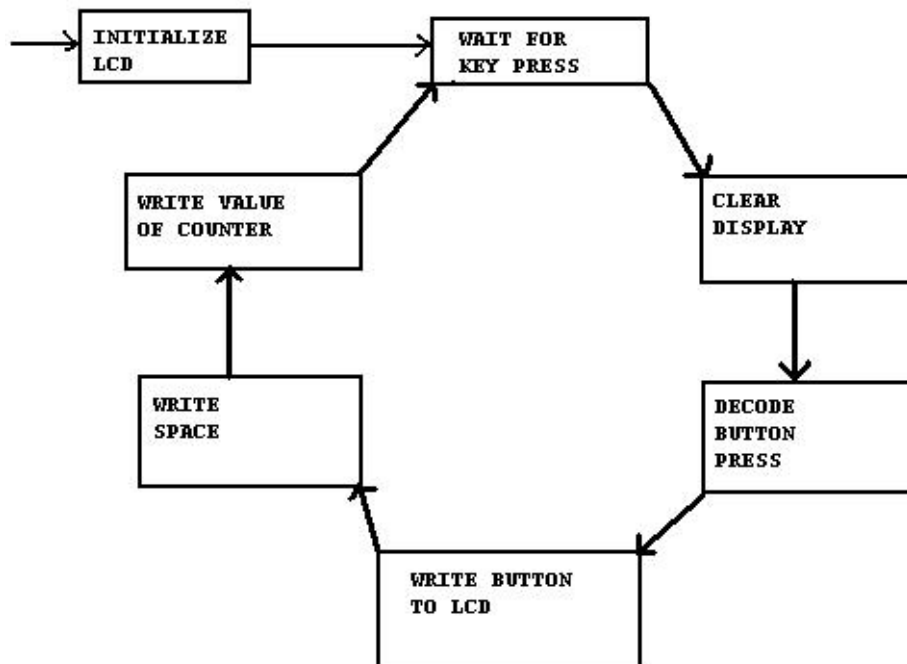 INITIALIZE
LCD
WAIT FOR
KEY PRESS
CLEAR
DISPLAY
DECODE
BUTTON
PRESS
WRITE BUTTON
TO LCD
WRITE
SPACE
WRITE VALUE
OF COUNTER